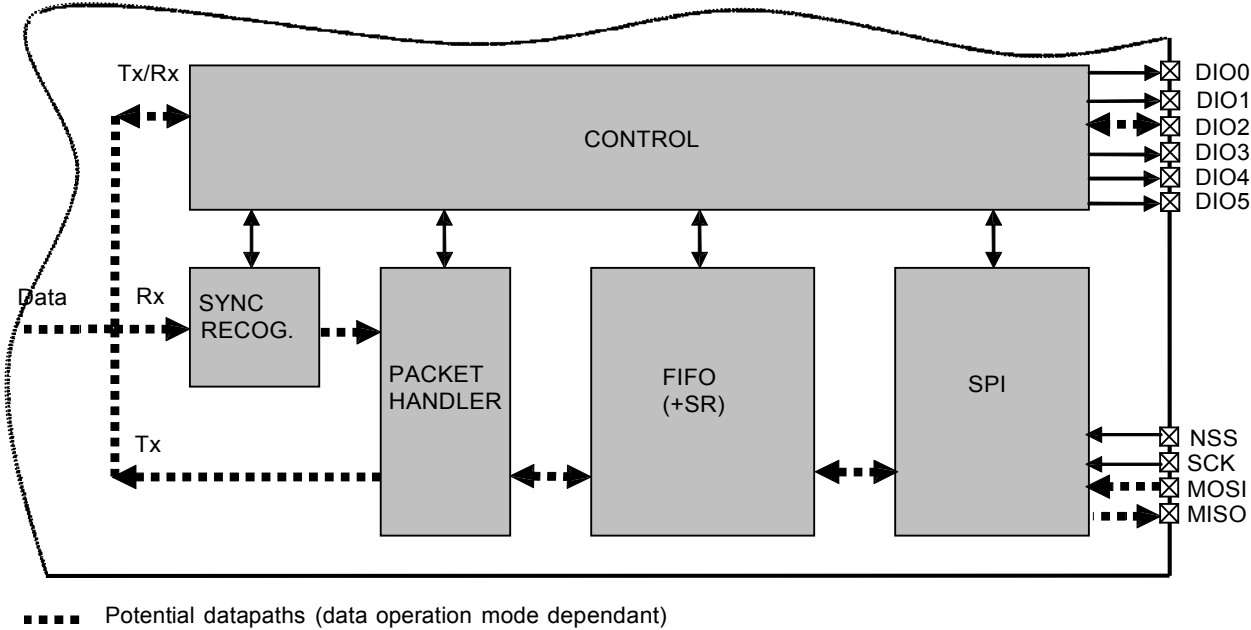 Tx/Rx
CONTROL
DIO0
DIO1
DIO2
DIO3
DIO4
DIO5
Data
Rx
SYNC
RECOG.
PACKET
HANDLER
FIFO
(+SR)
SPI
Tx
NSS
SCK
MOSI
MISO
Potential datapaths (data operation mode dependant)